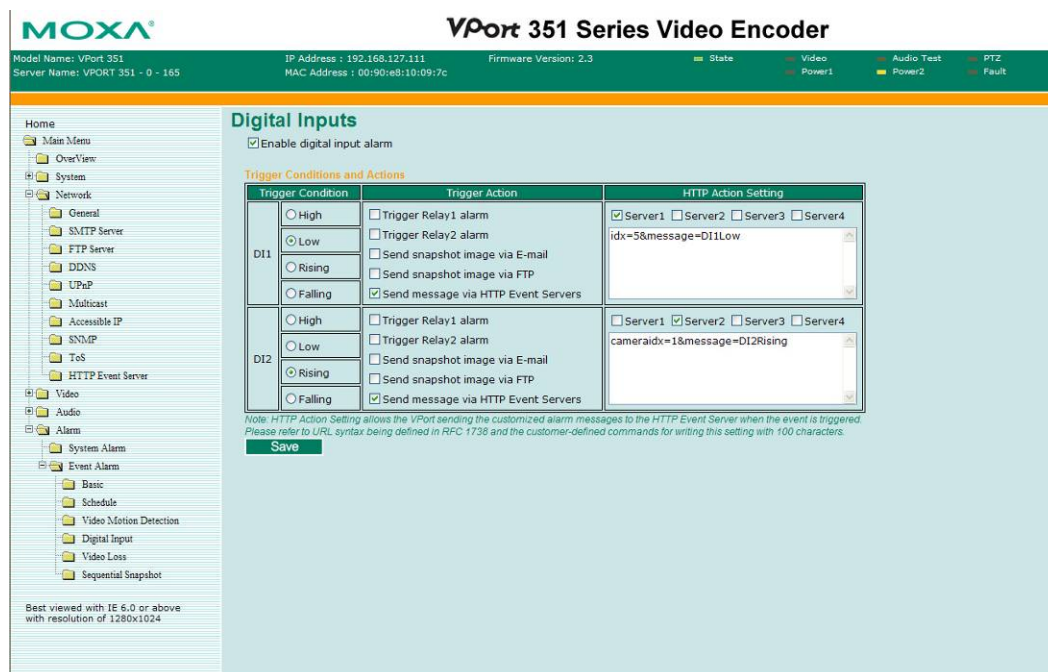 MOXA®
VPort 351 Series Video Encoder
Model Name: VPort 351
IP Address : 192.168.127.111
Firmware Version: 2.3
State
Video
Audio Test
PTZ
Server Name: VPORT 351 - 0 - 165
MAC Address : 00:90:e8:10:09:7c
Power1
Power2
Fault
Home
Main Menu
OverView
System
Network
General
SMTP Server
FTP Server
DDNS
UPnP
Multicast
Accessible IP
SNMP
ToS
HTTP Event Server
Video
Audio
Alarm
System Alarm
Event Alarm
Basic
Schedule
Video Motion Detection
Digital Input
Video Loss
Sequential Snapshot
Best viewed with IE 6.0 or above
with resolution of 1280x1024
Digital Inputs
Enable digital input alarm
Trigger Conditions and Actions
Trigger Condition
Trigger Action
HTTP Action Setting
DI1
High
Low
Rising
Falling
Trigger Relay1 alarm
Trigger Relay2 alarm
Send snapshot image via E-mail
Send snapshot image via FTP
Send message via HTTP Event Servers
Server1 Server2 Server3 Server4
idx=5&message=DI1Low
DI2
High
Low
Rising
Falling
Trigger Relay1 alarm
Trigger Relay2 alarm
Send snapshot image via E-mail
Send snapshot image via FTP
Send message via HTTP Event Servers
Server1 Server2 Server3 Server4
cameraidx=1&message=DI2Rising
Note: HTTP Action Setting allows the VPort sending the customized alarm messages to the HTTP Event Server when the event is triggered.
Please refer to URL syntax being defined in RFC 1738 and the customer-defined commands for writing this setting with 100 characters.
Save